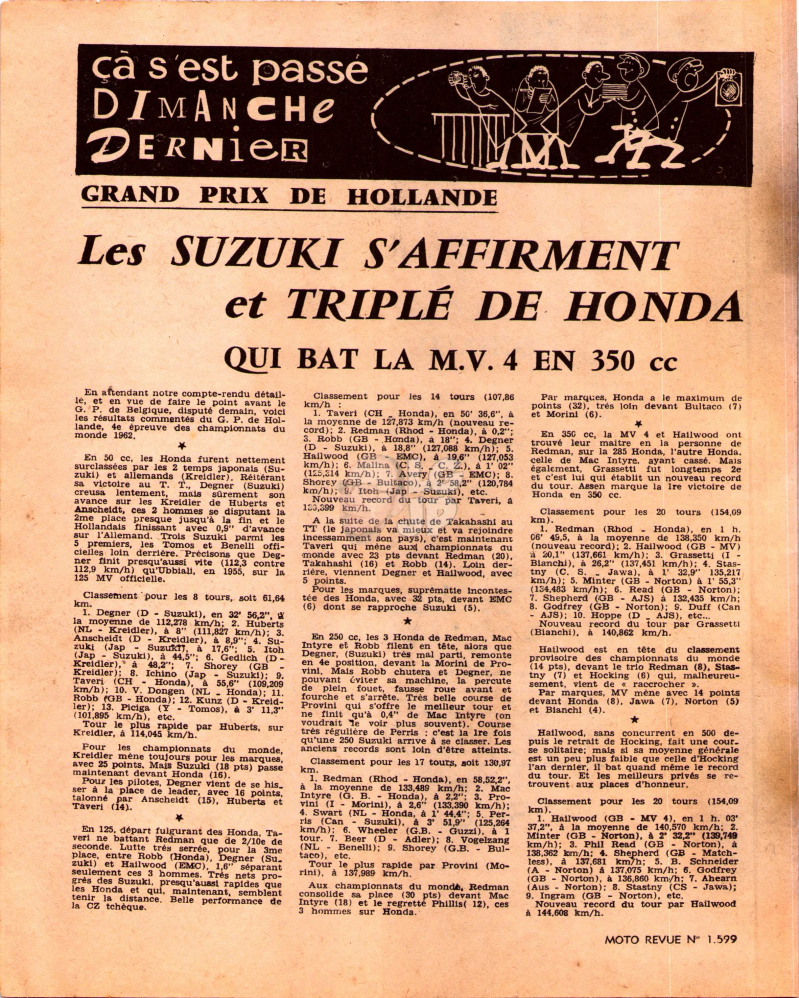 çà s'est passé
DIMANCHE
DERNIER
GRAND PRIX DE HOLLANDE
Les SUZUKI S'AFFIRMENT
et TRIPLÉ DE HONDA
QUI BAT LA M.V. 4 EN 350 cc
En attendant notre compte-rendu détail-
lé, et en vue de faire le point avant le
G. P. de Belgique, disputé demain, voici
les résultats commentés du G. P. de Hol-
lande, 4e épreuve des championnats du
monde 1962.
★
En 50 cc, les Honda furent nettement
surclassées par les 2 temps japonais (Su-
zuki) et allemands (Kreidler). Réitérant
sa victoire au T. T., Degner (Suzuki)
creusa lentement, mais sûrement son
avance sur les Kreidler de Huberts et
Anscheidt, ces 2 hommes se disputant la
2me place presque jusqu'à la fin et le
Hollandais finissant avec 0,9" d'avance
sur l'Allemand. Trois Suzuki parmi les
5 premiers, les Tomos et Benelli offi-
cielles loin derrière. Précisons que Deg-
ner finit presqu'aussi vite (112,3 contre
112,9 km/h) qu'Ubbiali, en 1955, sur la
125 MV officielle.
Classement pour les 8 tours, soit 61,64
km.
1. Degner (D - Suzuki), en 32' 56,2", à
la moyenne de 112,278 km/h; 2. Huberts
(NL - Kreidler), à 8" (111,827 km/h); 3.
Anscheidt (D - Kreidler), à 8,9"; 4. Su-
zuki (Jap - Suzuki), à 17,6"; 5. Itoh
(Jap - Suzuki), à 44,5"; 6. Gedlich (D -
Kreidler), à 48,2"; 7. Shorey (GB -
Kreidler); 8. Ichino (Jap - Suzuki); 9.
Taveri (CH - Honda), à 55,6" (109,209
km/h); 10. V. Dongen (NL - Honda); 11.
Robb (GB - Honda); 12. Kunz (D - Kreid-
ler); 13. Piciga (Y - Tomos), à 3' 11,3"
(101,895 km/h), etc.
Tour le plus rapide par Huberts, sur
Kreidler, à 114,045 km/h.
Pour les championnats du monde,
Kreidler mène toujours pour les marques,
avec 25 points. Mais Suzuki (18 pts) passe
maintenant devant Honda (16).
Pour les pilotes, Degner vient de se his-
ser à la place de leader, avec 16 points,
talonné par Anscheidt (15), Huberts et
Taveri (14).
★
En 125, départ fulgurant des Honda, Ta-
veri ne battant Redman que de 2/10e de
seconde. Lutte très serrée, pour la 3me
place, entre Robb (Honda), Degner (Su-
zuki) et Hailwood (EMC), 1,6" séparant
seulement ces 3 hommes. Très nets pro-
grès des Suzuki, presqu'aussi rapides que
les Honda et qui, maintenant, semblent
tenir la distance. Belle performance de
la CZ tchèque.
Classement pour les 14 tours (107,86
km/h :
1. Taveri (CH - Honda), en 50' 36,6", à
la moyenne de 127,873 km/h (nouveau re-
cord); 2. Redman (Rhod - Honda), à 0,2";
3. Robb (GB - Honda), à 18"; 4. Degner
(D - Suzuki), à 18,8" (127,088 km/h); 5.
Hailwood (GB - EMC), à 19,6" (127,053
km/h); 6. Malina (C. S. - C. Z.), à 1' 02"
(125,314 km/h); 7. Avery (GB - EMC); 8.
Shorey (GB - Bultaco), à 2' 58,2" (120,784
km/h); 9. Itoh (Jap - Suzuki), etc.
Nouveau record du tour par Taveri, à
133,399 km/h.
A la suite de la chute de Takahashi au
TT (le japonais va mieux et va rejoindre
incessamment son pays), c'est maintenant
Taveri qui mène aux championnats du
monde avec 23 pts devant Redman (20),
Takahashi (16) et Robb (14). Loin der-
rière, viennent Degner et Hailwood, avec
5 points.
Pour les marques, suprématie incontes-
tée des Honda, avec 32 pts, devant EMC
(6) dont se rapproche Suzuki (5).
★
En 250 cc, les 3 Honda de Redman, Mac
Intyre et Robb filent en tête, alors que
Degner, (Suzuki) très mal parti, remonte
en 4e position, devant la Morini de Pro-
vini. Mais Robb chutera et Degner, ne
pouvant éviter sa machine, la percute
de plein fouet, fausse roue avant et
fourche et s'arrête. Très belle course de
Provini qui s'offre le meilleur tour et
ne finit qu'à 0,4" de Mac Intyre (on
voudrait le voir plus souvent). Course
très régulière de Perris : c'est la 1re fois
qu'une 250 Suzuki arrive à se classer. Les
anciens records sont loin d'être atteints.
Classement pour les 17 tours, soit 130,97
km.
1. Redman (Rhod - Honda), en 58,52,2",
à la moyenne de 133,489 km/h; 2. Mac
Intyre (G. B. - Honda), à 2,2"; 3. Pro-
vini (I - Morini), à 2,6" (133,390 km/h);
4. Swart (NL - Honda, à 1' 44,4"; 5. Per-
ris (Can - Suzuki), à 3' 51,9" (125,264
km/h); 6. Wheeler (G.B. - Guzzi), à 1
tour. 7. Beer (D - Adler); 8. Vogelzang
(NL - Benelli); 9. Shorey (G.B. - Bul-
taco), etc.
Tour le plus rapide par Provini (Mo-
rini), à 137,989 km/h.
Aux championnats du monde, Redman
consolide sa place (30 pts) devant Mac
Intyre (18) et le regretté Phillis( 12), ces
3 hommes sur Honda.
Par marques, Honda a le maximum de
points (32), très loin devant Bultaco (7)
et Morini (6).
★
En 350 cc, la MV 4 et Hailwood ont
trouvé leur maître en la personne de
Redman, sur la 285 Honda, l'autre Honda,
celle de Mac Intyre, ayant cassé. Mais
également, Grassetti fut longtemps 2e
et c'est lui qui établit un nouveau record
du tour. Assen marque la 1re victoire de
Honda en 350 cc.
Classement pour les 20 tours (154,09
km).
1. Redman (Rhod - Honda), en 1 h.
06' 49,5, à la moyenne de 138,350 km/h
(nouveau record); 2. Hailwood (GB - MV)
à 20,1" (137,661 km/h); 3. Grassetti (I -
Bianchi), à 26,2" (137,451 km/h); 4. Stas-
tny (C. S. - Jawa), à 1' 32,9" 135,217
km/h); 5. Minter (GB - Norton) à 1' 55,3"
(134,483 km/h); 6. Read (GB - Norton);
7. Shepherd (GB - AJS) à 132,435 km/h;
8. Godfrey (GB - Norton); 9. Duff (Can
- AJS); 10. Hoppe (D - AJS), etc...
Nouveau record du tour par Grassetti
(Bianchi), à 140,862 km/h.
Hailwood est en tête du classement
provisoire des championnats du monde
(14 pts), devant le trio Redman (8), Stas-
tny (7) et Hocking (6) qui, malheureu-
sement, vient de « raccrocher ».
Par marques, MV mène avec 14 points
devant Honda (8), Jawa (7), Norton (5)
et Bianchi (4).
★
Hailwood, sans concurrent en 500 de-
puis le retrait de Hocking, fait une cour-
se solitaire; mais si sa moyenne générale
est un peu plus faible que celle d'Hocking
l'an dernier, il bat quand même le record
du tour. Et les meilleurs privés se re-
trouvent aux places d'honneur.
Classement pour les 20 tours (154,09
km).
1. Hailwood (GB - MV 4), en 1 h. 03'
37,2", à la moyenne de 140,570 km/h; 2.
Minter (GB - Norton), à 2' 32,2" (139,749
km/h); 3. Phil Read (GB - Norton), à
138,362 km/h; 4. Shepherd (GB - Match-
less), à 137,681 km/h; 5. B. Schneider
(A - Norton) à 137,075 km/h; 6. Godfrey
(GB - Norton), à 136,860 km/h; 7. Ahearn
(Aus - Norton); 8. Stastny (CS - Jawa);
9. Ingram (GB - Norton), etc.
Nouveau record du tour par Hailwood
à 144,608 km/h.
MOTO REVUE N° 1.599